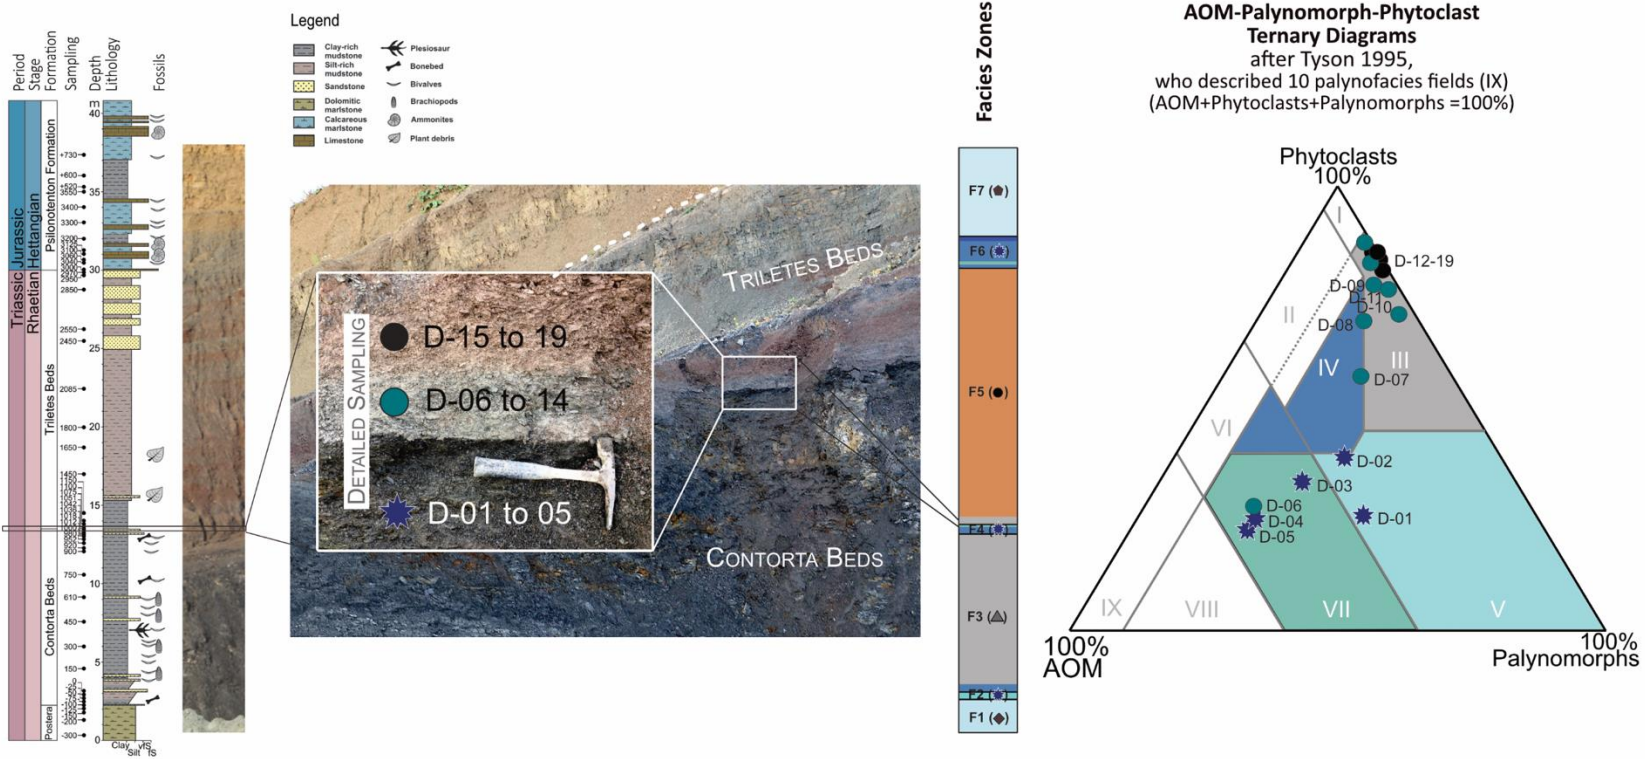 Period
Stage
Formation
Sampling
Depth
Lithology
Fossils
Legend
Clay-rich
mudstone
Silt-rich
mudstone
Sandstone
Dolomitic
marlstone
Calcareous
marlstone
Limestone
Plesiosaur
Bonebed
Bivalves
Brachiopods
Ammonites
Plant debris
Jurassic
Hettangian
Psilonotenton Formation
Triassic
Rhaetian
Triletes Beds
Contorta Beds
Postera
m
40
35
30
25
20
15
10
5
0
+730
+600
+520
3550
3400
3300
3200
2950
2850
2550
2450
2085
1800
1650
1450
900
750
610
450
300
150
0
-200
-300
Clay
Silt
vfS
fS
DETAILED SAMPLING
D-15 to 19
D-06 to 14
D-01 to 05
TRILETES BEDS
CONTORTA BEDS
Facies Zones
F7 ( )
F6 ( )
F5 ( )
F4 ( )
F3 ( )
F2 ( )
F1 ( )
AOM-Palynomorph-Phytoclast
Ternary Diagrams
after Tyson 1995,
who described 10 palynofacies fields (IX)
(AOM+Phytoclasts+Palynomorphs =100%)
Phytoclasts
100%
I
D-12-19
D-09
D-11
D-10
II
D-08
IV
III
D-07
VI
D-02
D-03
D-06
D-04
D-01
D-05
IX
VIII
VII
V
100%
AOM
100%
Palynomorphs